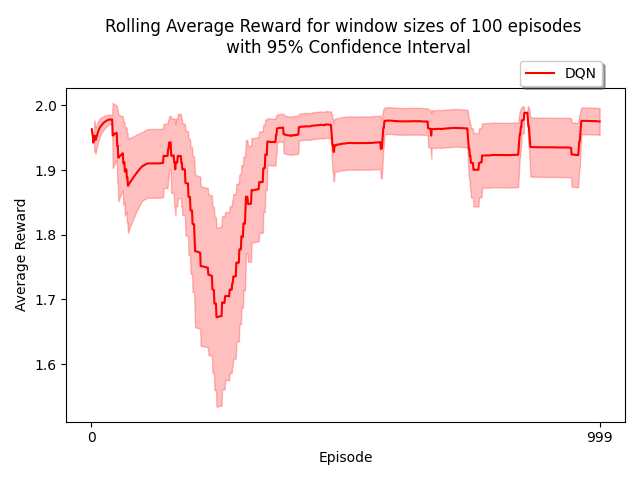 Rolling Average Reward for window sizes of 100 episodes
with 95% Confidence Interval
DQN
2.0
1.9
1.8
1.7
1.6
Average Reward
0
999
Episode